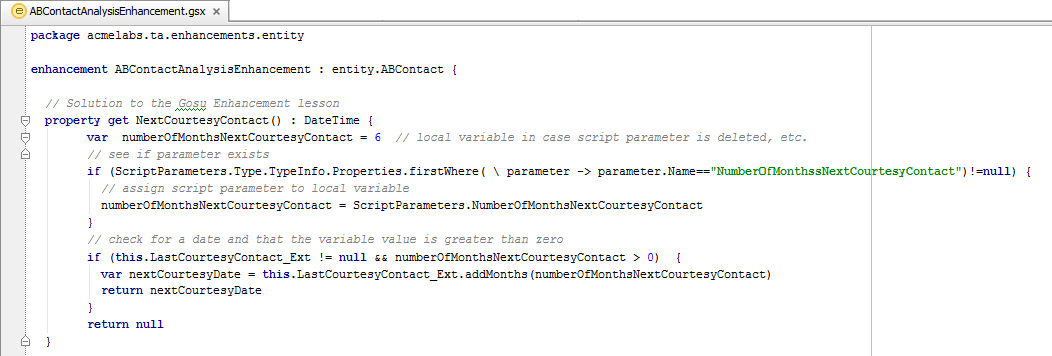 ABContactAnalysisEnhancement.gsx
package acmelabs.ta.enhancements.entity
enhancement ABContactAnalysisEnhancement : entity.ABContact {
// Solution to the Gosu Enhancement lesson
property get NextCourtesyContact() : DateTime {
var numberOfMonthsNextCourtesyContact = 6 // local variable in case script parameter is deleted, etc.
// see if parameter exists
if (ScriptParameters.Type.TypeInfo.Properties.firstWhere( \ parameter -> parameter.Name=="NumberOfMonthssNextCourtesyContact")!=null) {
// assign script parameter to local variable
numberOfMonthsNextCourtesyContact = ScriptParameters.NumberOfMonthsNextCourtesyContact
}
// check for a date and that the variable value is greater than zero
if (this.LastCourtesyContact_Ext != null && numberOfMonthsNextCourtesyContact > 0) {
var nextCourtesyDate = this.LastCourtesyContact_Ext.addMonths(numberOfMonthsNextCourtesyContact)
return nextCourtesyDate
}
return null
}